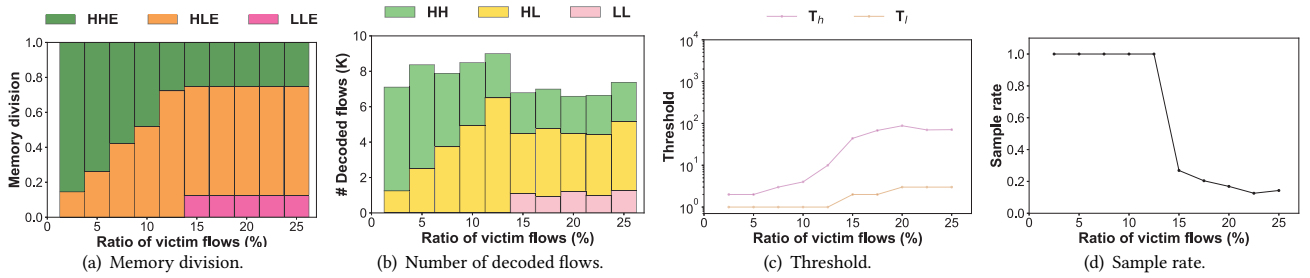 HHE HLE LLE
1.0
0.8
0.6
0.4
0.2
0.0
Memory division
0 5 10 15 20 25
Ratio of victim flows (%)
(a) Memory division.
HH HL LL
10
8
6
4
2
0
# Decoded flows (K)
0 5 10 15 20 25
Ratio of victim flows (%)
(b) Number of decoded flows.
T_h T_l
10^4
10^3
10^2
10^1
10^0
Threshold
0 5 10 15 20 25
Ratio of victim flows (%)
(c) Threshold.
1.0
0.8
0.6
0.4
0.2
0.0
Sample rate
0 5 10 15 20 25
Ratio of victim flows (%)
(d) Sample rate.